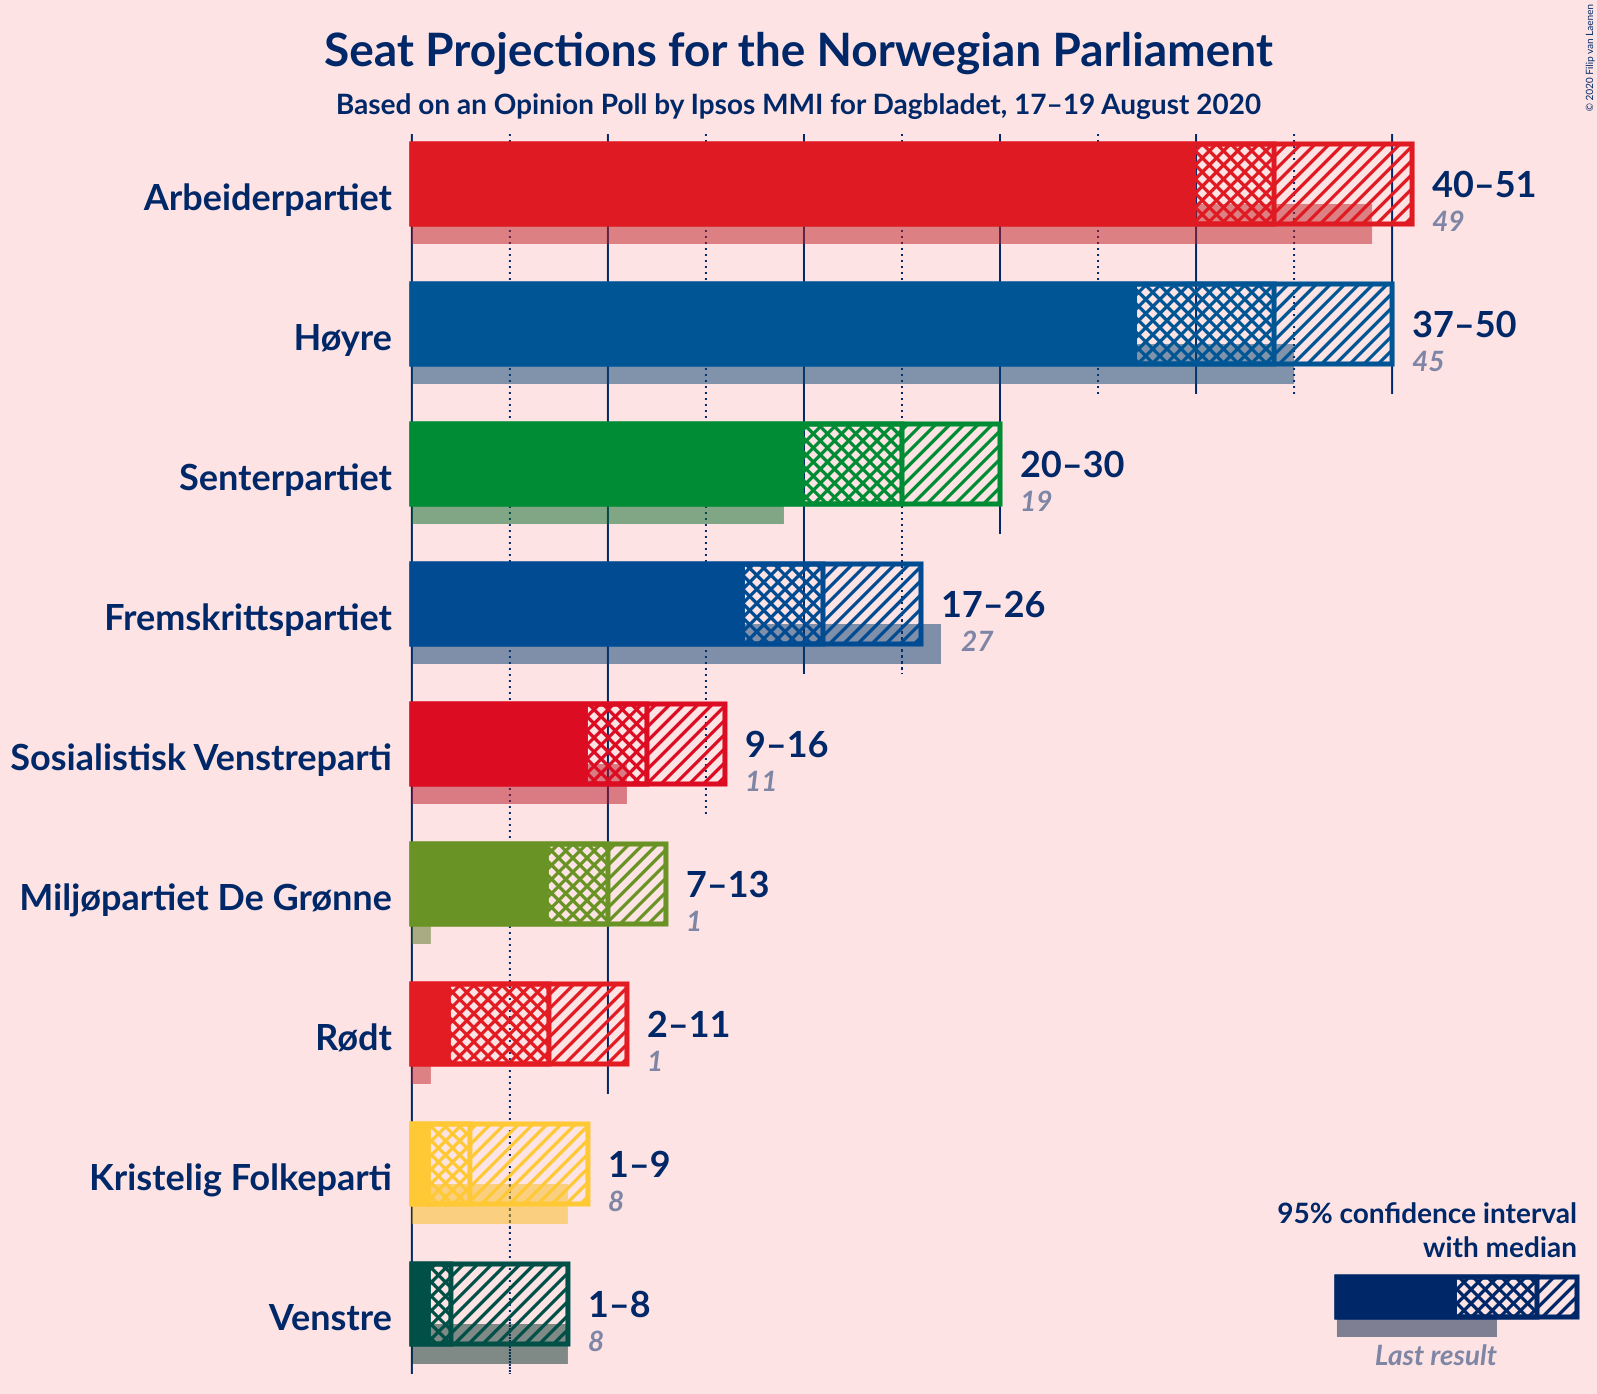 Seat Projections for the Norwegian Parliament
Based on an Opinion Poll by Ipsos MMI for Dagbladet, 17–19 August 2020
© 2020 Filip van Laenen
Arbeiderpartiet
40–51
49
Høyre
37–50
45
Senterpartiet
20–30
19
Fremskrittspartiet
17–26
27
Sosialistisk Venstreparti
9–16
11
Miljøpartiet De Grønne
7–13
1
Rødt
2–11
1
Kristelig Folkeparti
1–9
8
Venstre
1–8
8
95% confidence interval
with median
Last result